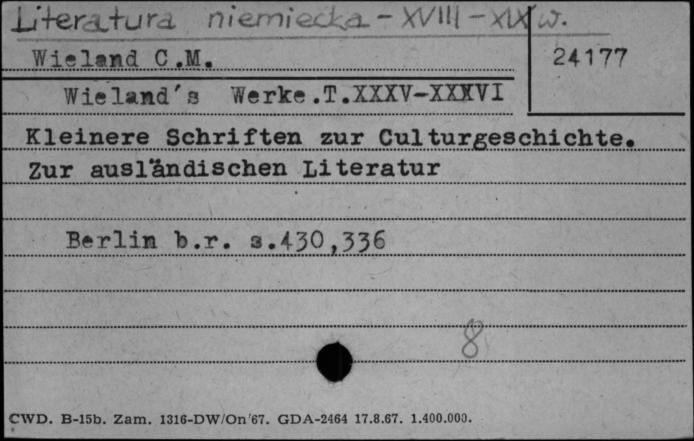 Literatura niemiecka - XVIII - XIX w.
Wieland C.M.
24177
Wieland's Werke.T.XXXV-XXXVI
Kleinere Schriften zur Culturgeschichte.
Zur ausländischen Literatur
Berlin b.r. s.430,336
8
CWD. B-15b. Zam. 1316-DW/On/67. GDA-2464 17.8.67. 1.400.000.